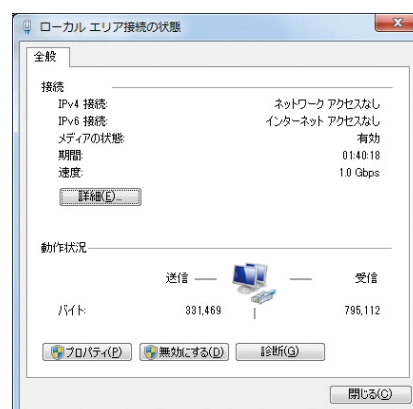 ローカル エリア接続の状態
全般
接続
IPv4 接続: ネットワーク アクセスなし
IPv6 接続: インターネット アクセスなし
メディアの状態: 有効
期間: 01:40:18
速度: 1.0 Gbps
詳細(E)...
動作状況
送信 受信
バイト: 331,469 795,112
プロパティ(P) 無効にする(D) 診断(G)
閉じる(C)